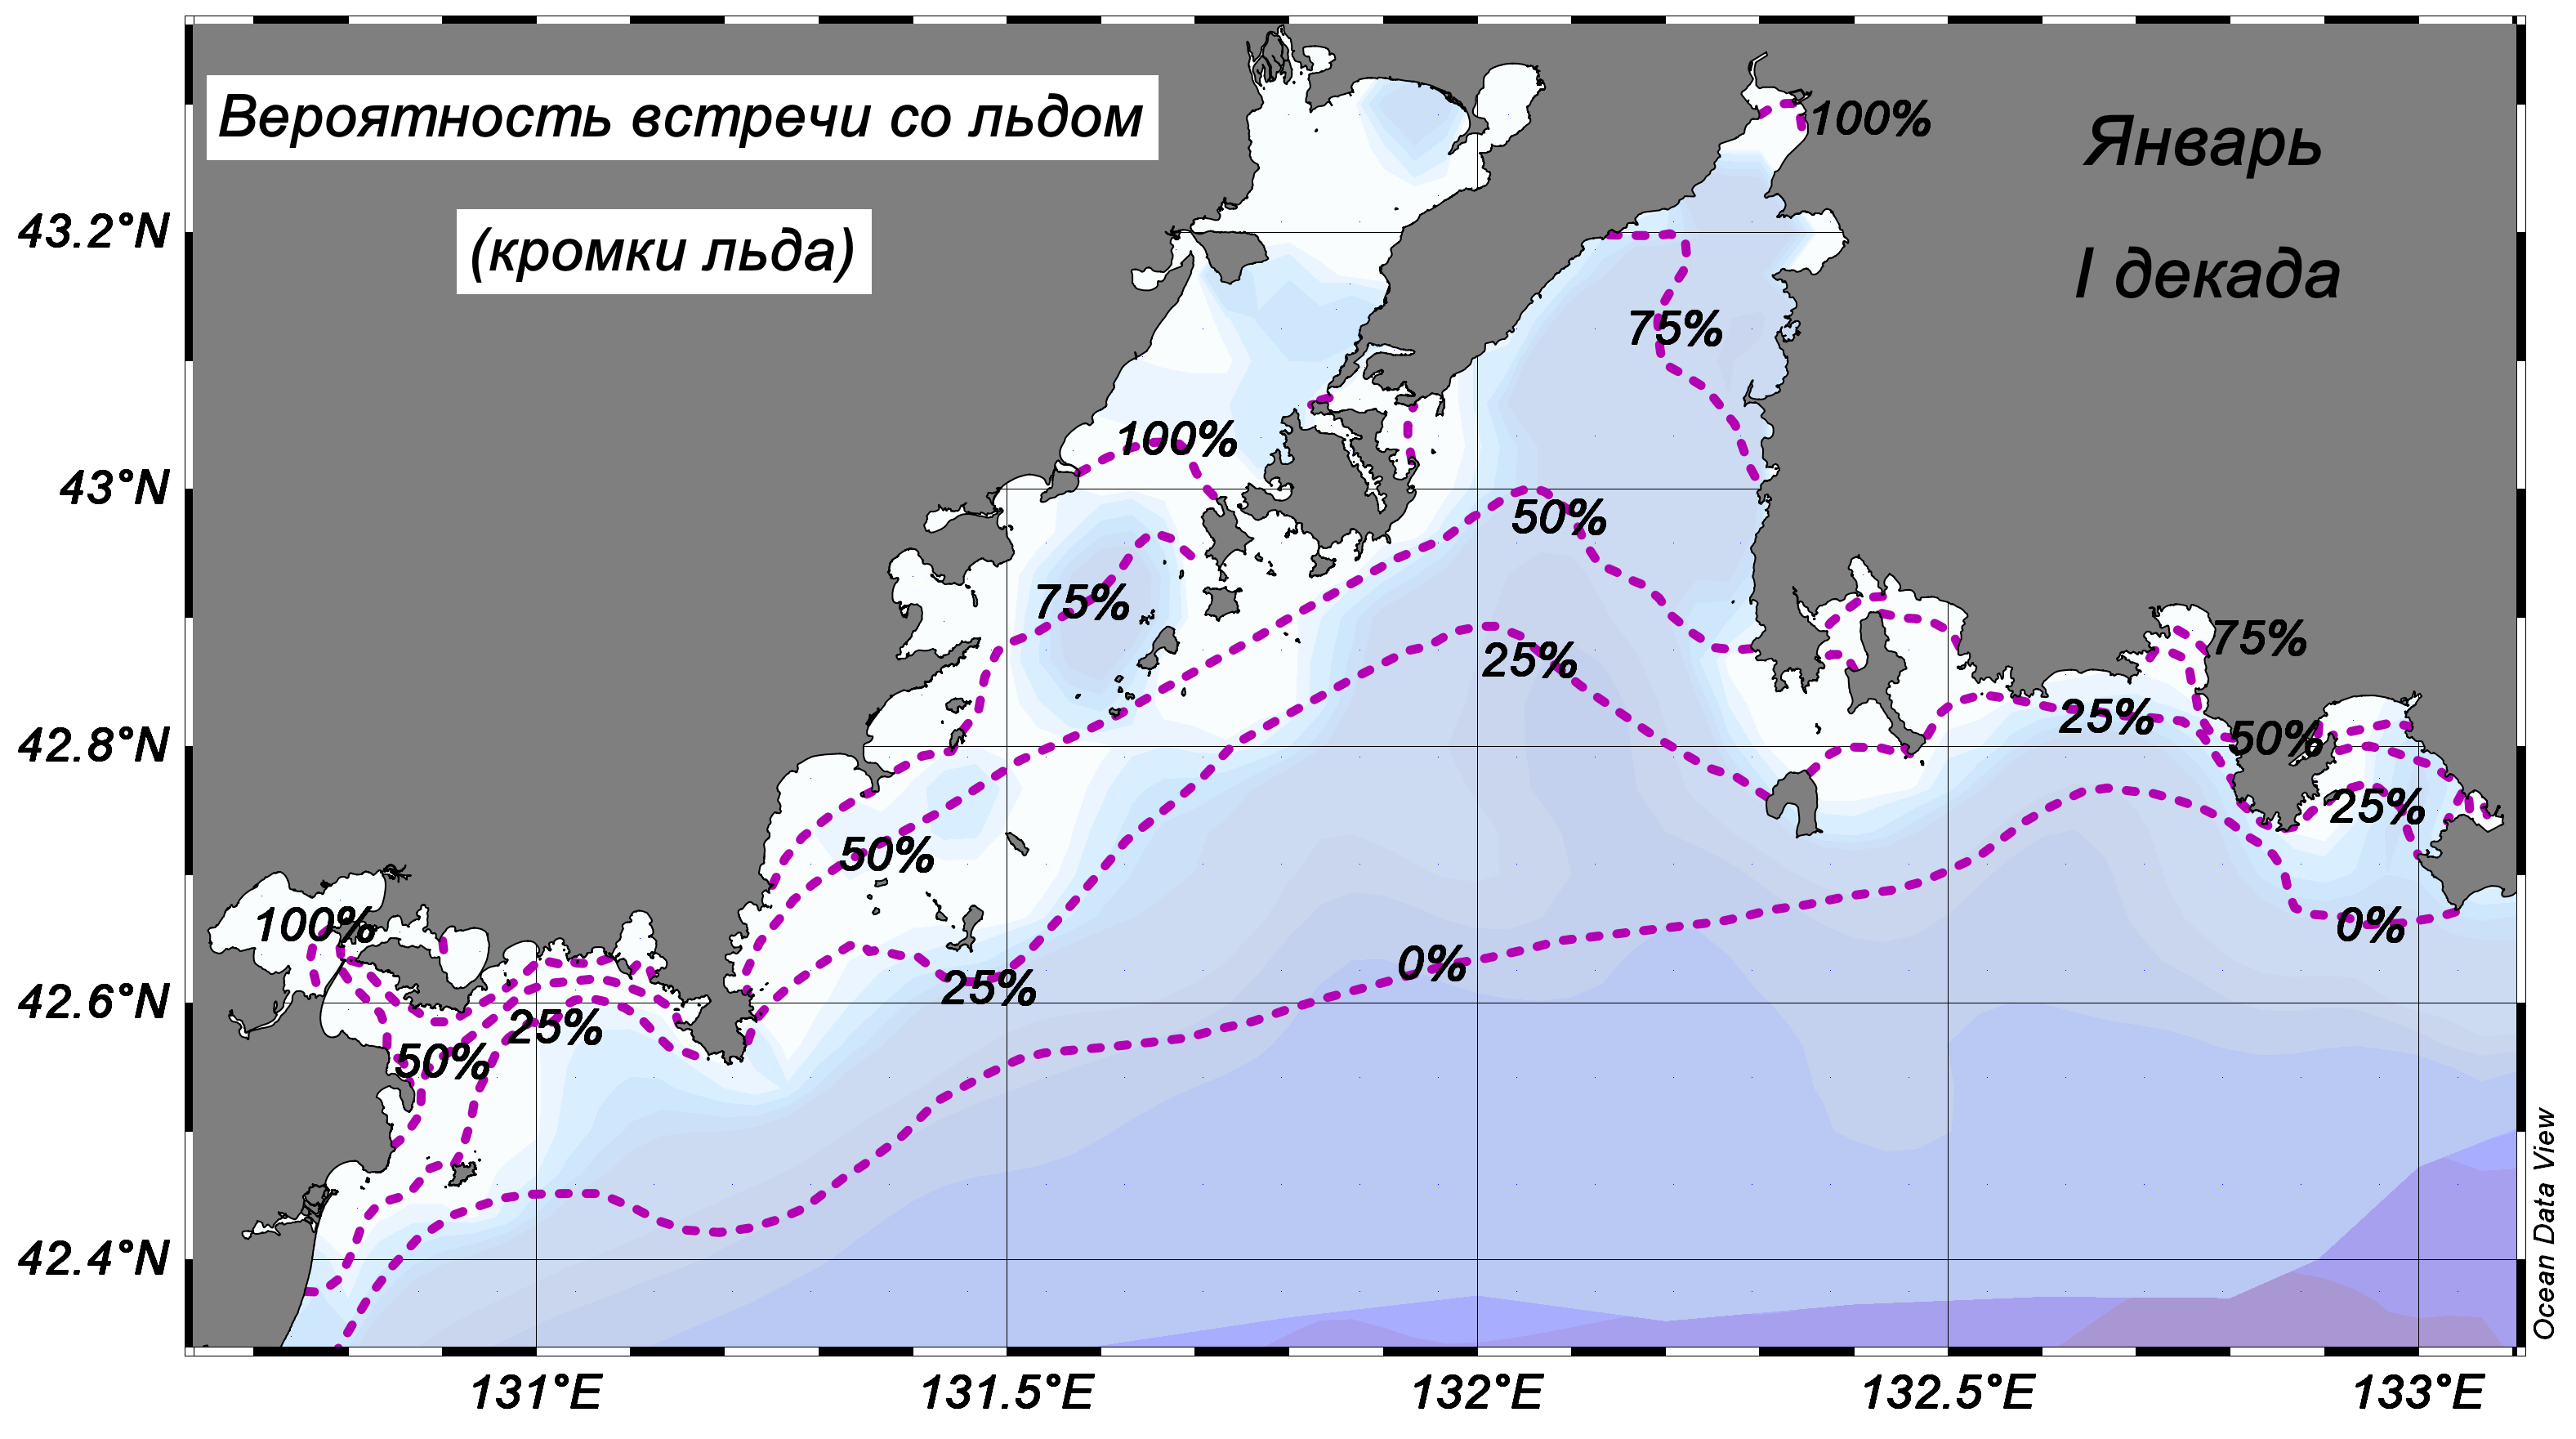 Вероятность встречи со льдом
(кромки льда)
Январь
I декада
100%
43.2°N
75%
100%
43°N
50%
75%
75%
25%
25%
50%
42.8°N
25%
50%
100%
0%
0%
25%
42.6°N
25%
50%
42.4°N
131°E
131.5°E
132°E
132.5°E
133°E
Ocean Data View